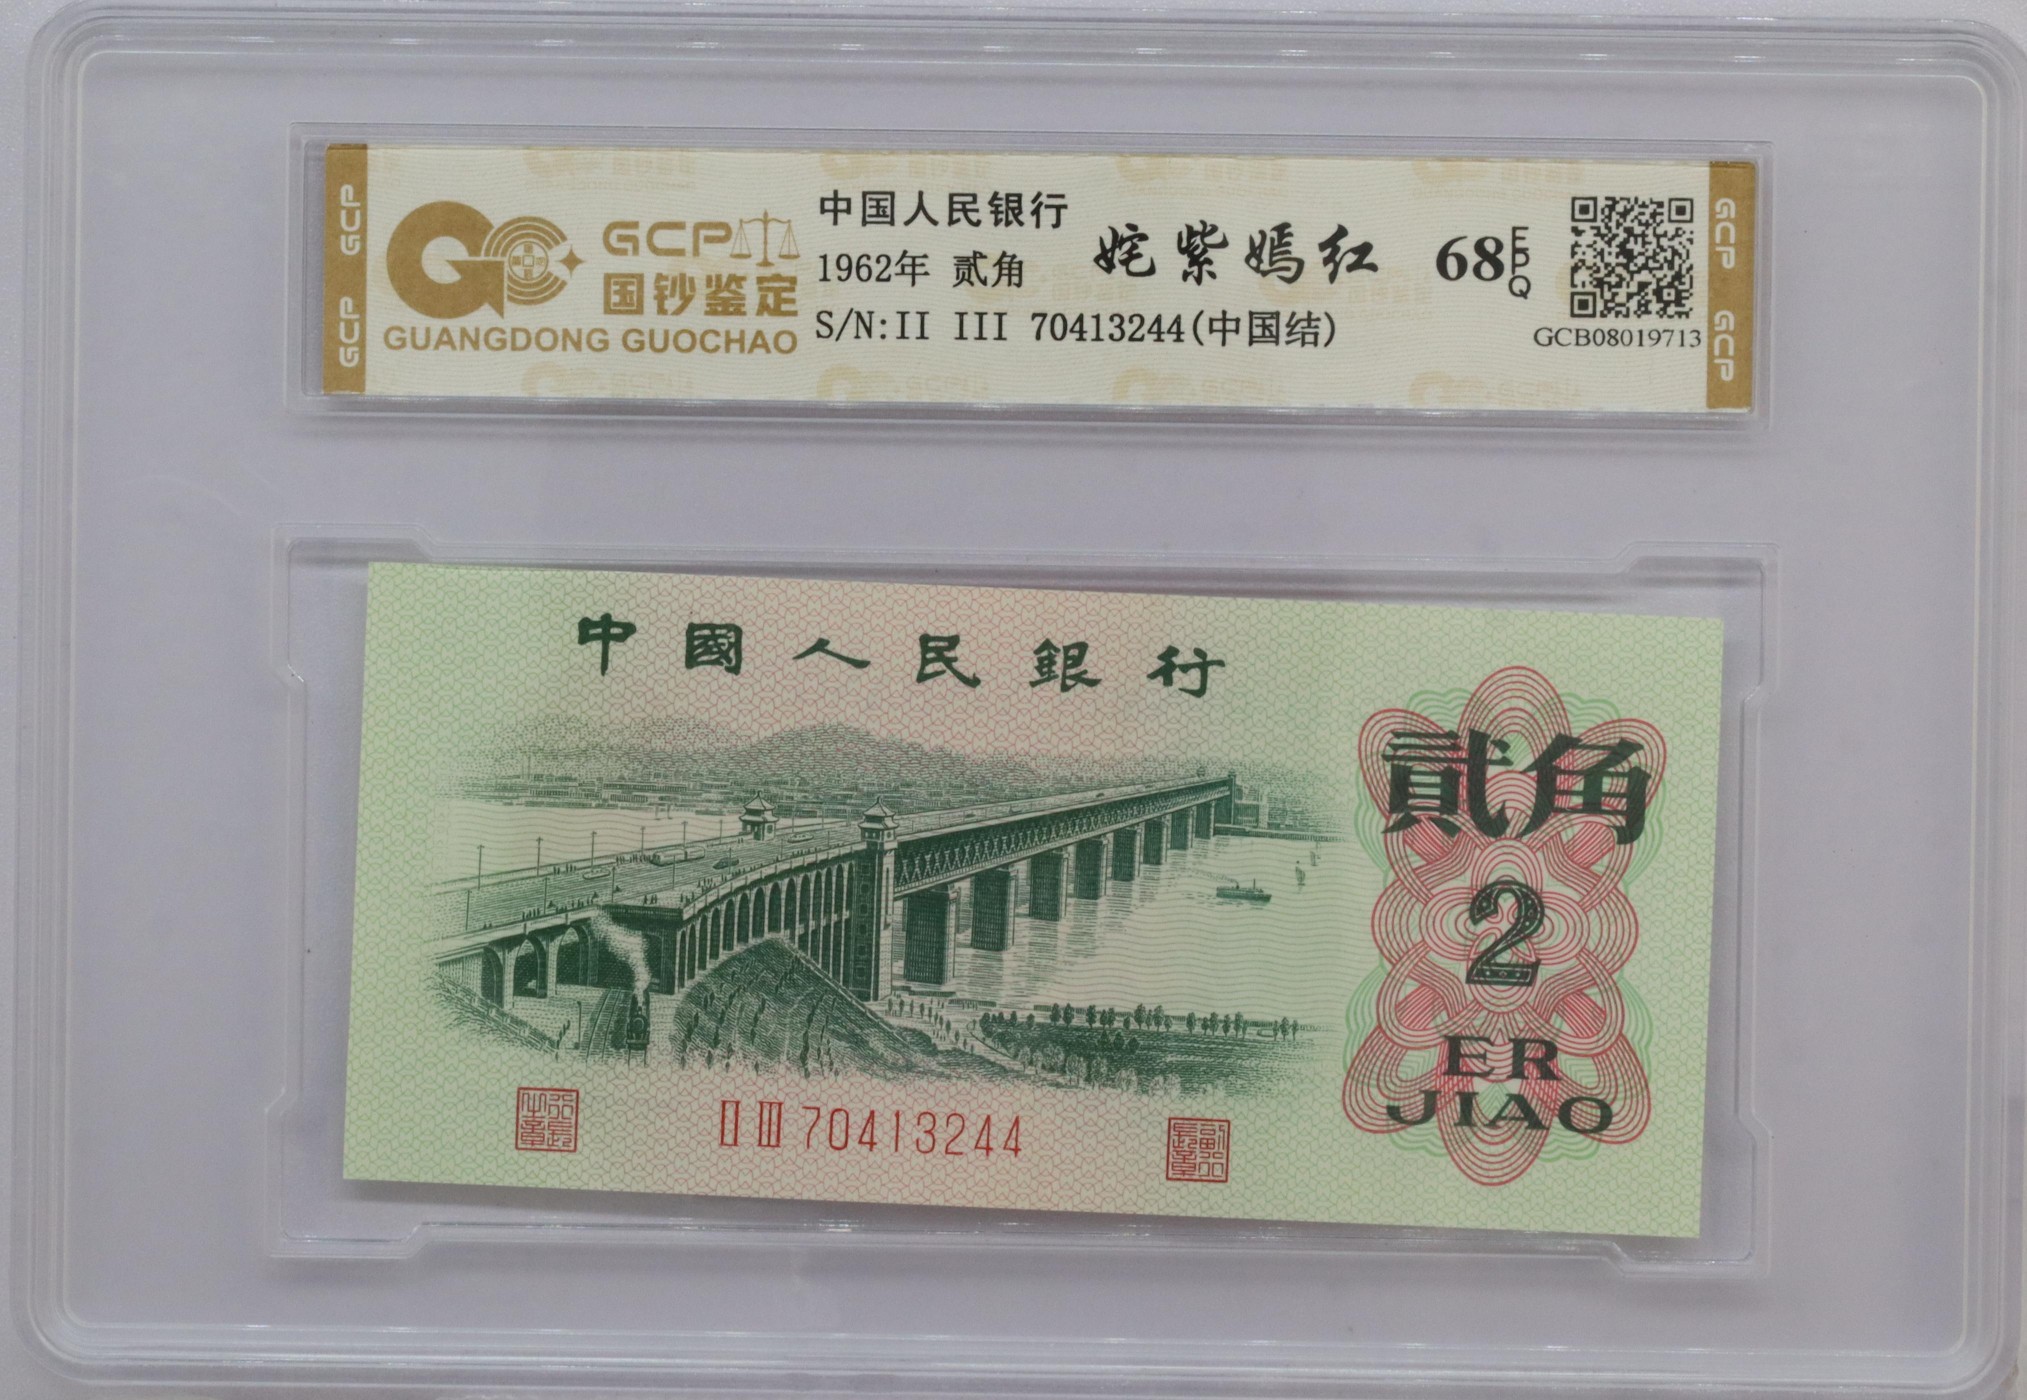 GCP GCP
GCP
国钞鉴定
GUANGDONG GUOCHAO
中国人民银行
1962年 贰角
S/N:II III 70413244(中国结)
姹紫嫣红
68 EPQ
GCB08019713
GCP GCP
中國人民銀行
貳角
2
ER
JIAO
II III 70413244